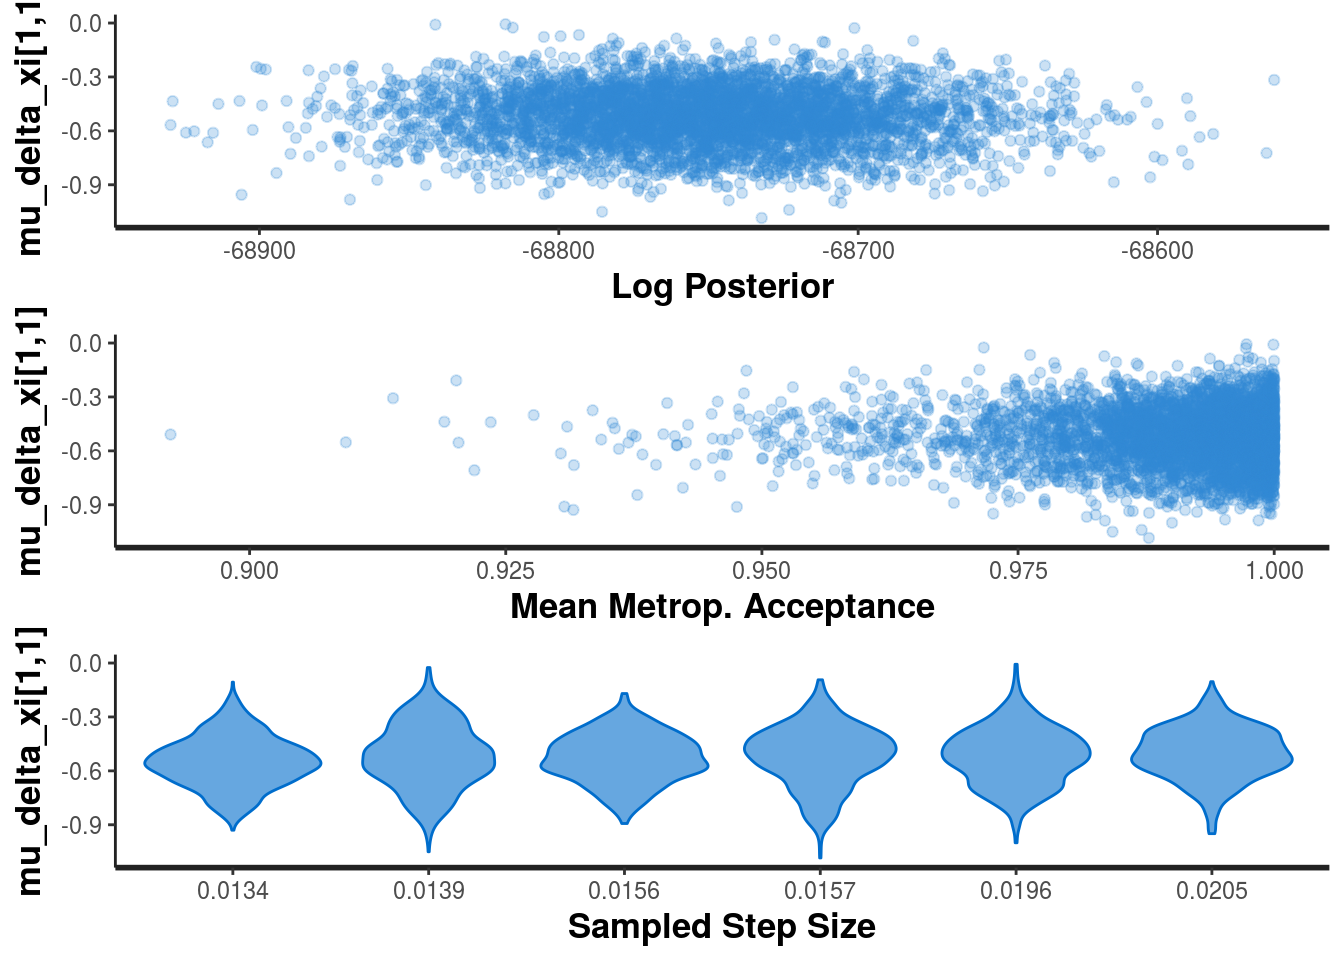 mu_delta_xi[1,1
0.0
-0.3
-0.6
-0.9
-68900 -68800 -68700 -68600
Log Posterior
mu_delta_xi[1,1]
0.0
-0.3
-0.6
-0.9
0.900 0.925 0.950 0.975 1.000
Mean Metrop. Acceptance
mu_delta_xi[1,1]
0.0
-0.3
-0.6
-0.9
0.0134 0.0139 0.0156 0.0157 0.0196 0.0205
Sampled Step Size